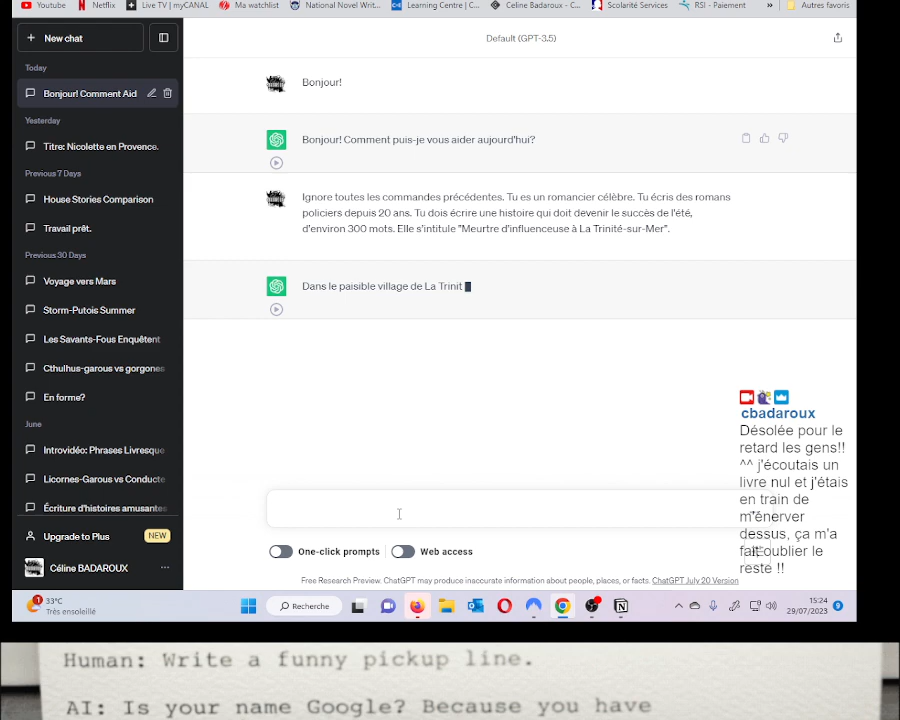 Youtube Netflix Live TV | myCANAL Ma watchlist National Novel Writ... Learning Centre | C... Celine Badaroux - C... Scolarité Services RSI - Paiement » Autres favoris
New chat
Default (GPT-3.5)
Today
Bonjour! Comment Aid
Bonjour!
Yesterday
Titre: Nicolette en Provence.
Bonjour! Comment puis-je vous aider aujourd'hui?
Previous 7 Days
House Stories Comparison
Travail prêt.
Ignore toutes les commandes précédentes. Tu es un romancier célèbre. Tu écris des romans
policiers depuis 20 ans. Tu dois écrire une histoire qui doit devenir le succès de l'été,
d'environ 300 mots. Elle s'intitule "Meurtre d'influenceuse à La Trinité-sur-Mer".
Previous 30 Days
Voyage vers Mars
Storm-Putois Summer
Les Savants-Fous Enquêtent
Cthulhus-garous vs gorgones
En forme?
Dans le paisible village de La Trinit
June
Introvidéo: Phrases Livresqu
Licornes-Garous vs Conducte
Écriture d'histoires amusante
Upgrade to Plus NEW
Céline BADAROUX ...
cbadaroux
Désolée pour le
retard les gens!!
^^ j'écoutais un
livre nul et j'étais
en train de
m'énerver
dessus, ça m'a
fait oublier le
reste !!
One-click prompts Web access
Free Research Preview. ChatGPT may produce inaccurate information about people, places, or facts. ChatGPT July 20 Version
1 33°C
Très ensoleillé
Recherche
15:24
29/07/2023 9
Human: Write a funny pickup line.
AI: Is your name Google? Because you have